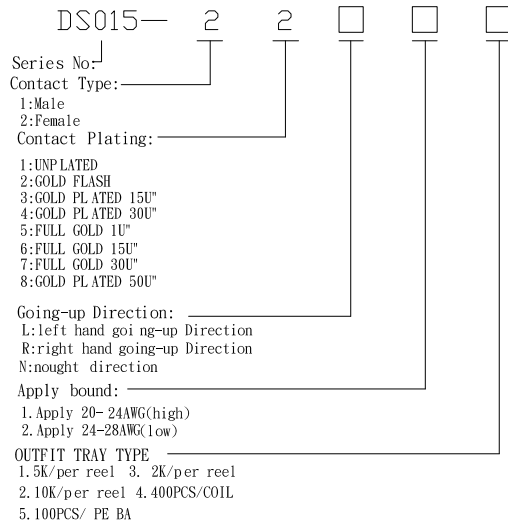 DS015— 2 2 □ □ □
Series No:
Contact Type:
1:Male
2:Female
Contact Plating:
1:UNPLATED
2:GOLD FLASH
3:GOLD PLATED 15U"
4:GOLD PLATED 30U"
5:FULL GOLD 1U"
6:FULL GOLD 15U"
7:FULL GOLD 30U"
8:GOLD PLATED 50U"
Going-up Direction:
L:left hand going-up Direction
R:right hand going-up Direction
N:nought direction
Apply bound:
1.Apply 20-24AWG(high)
2.Apply 24-28AWG(low)
OUTFIT TRAY TYPE
1.5K/per reel 3. 2K/per reel
2.10K/per reel 4.400PCS/COIL
5.100PCS/ PE BA